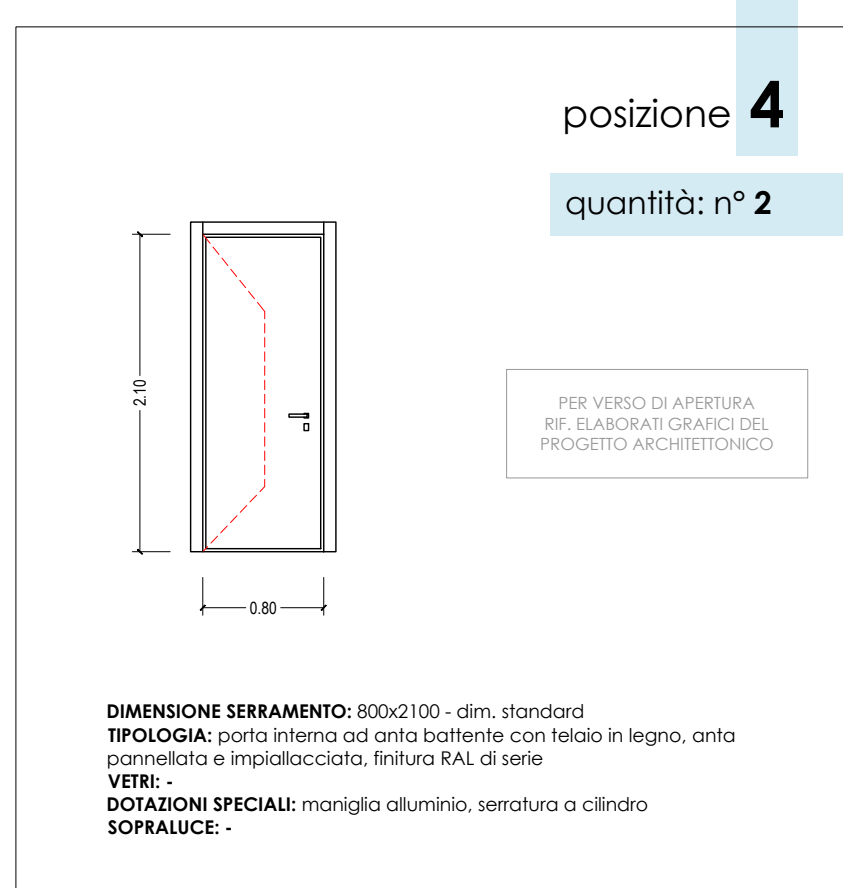 posizione 4
quantità: n° 2
2.10
PER VERSO DI APERTURA
RIF. ELABORATI GRAFICI DEL
PROGETTO ARCHITETTONICO
0.80
DIMENSIONE SERRAMENTO: 800x2100 - dim. standard
TIPOLOGIA: porta interna ad anta battente con telaio in legno, anta
pannellata e impiallacciata, finitura RAL di serie
VETRI: -
DOTAZIONI SPECIALI: maniglia alluminio, serratura a cilindro
SOPRALUCE: -